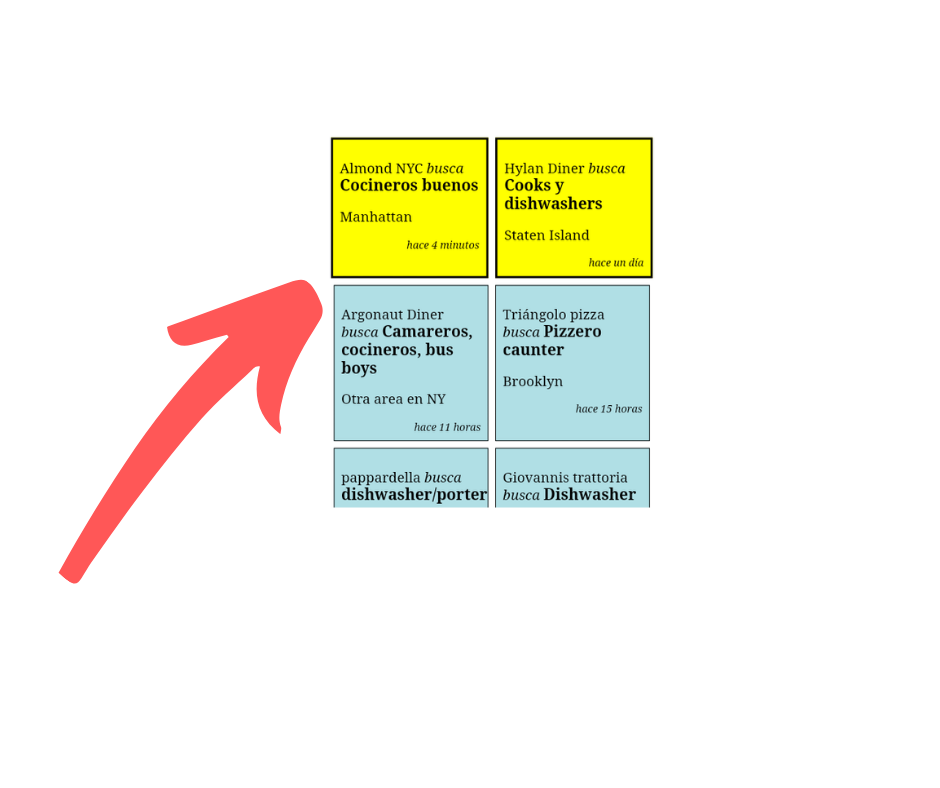 Almond NYC busca
Cocineros buenos
Manhattan
hace 4 minutos
Hylan Diner busca
Cooks y
dishwashers
Staten Island
hace un día
Argonaut Diner
busca Camareros,
cocineros, bus
boys
Otra area en NY
hace 11 horas
Triángolo pizza
busca Pizzero
caunter
Brooklyn
hace 15 horas
pappardella busca
dishwasher/porter
Giovannis trattoria
busca Dishwasher